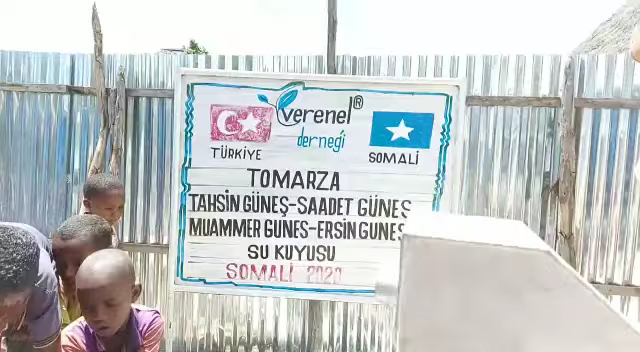 verenel®
derneği
TÜRKİYE SOMALİ
TOMARZA
TAHSİN GÜNEŞ-SAADET GÜNEŞ
MUAMMER GÜNEŞ-ERSİN GÜNEŞ
SU KUYUSU
SOMALİ 2020